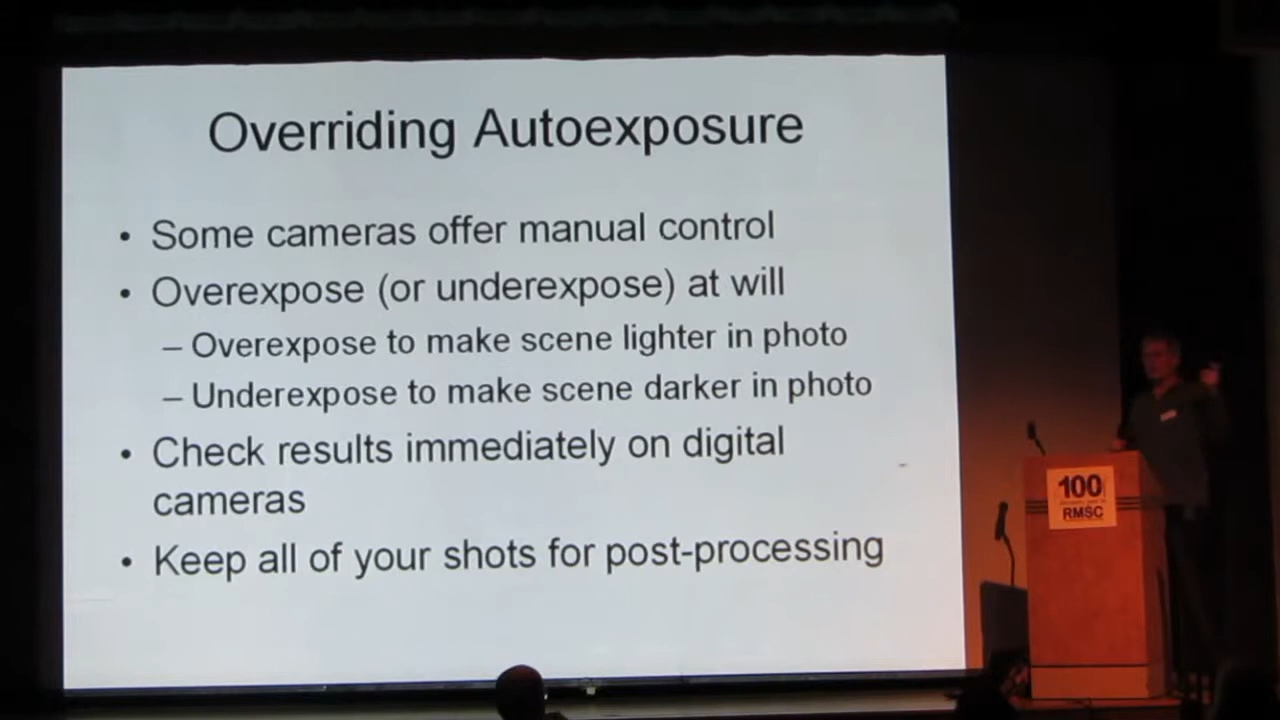 Overriding Autoexposure
• Some cameras offer manual control
• Overexpose (or underexpose) at will
– Overexpose to make scene lighter in photo
– Underexpose to make scene darker in photo
• Check results immediately on digital
cameras
• Keep all of your shots for post-processing
100
RMSC